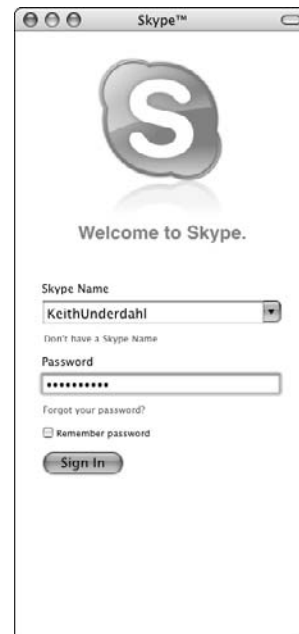 Skype™
S
Welcome to Skype.
Skype Name
KeithUnderdahl
Don't have a Skype Name
Password
••••••••••
Forgot your password?
Remember password
Sign In